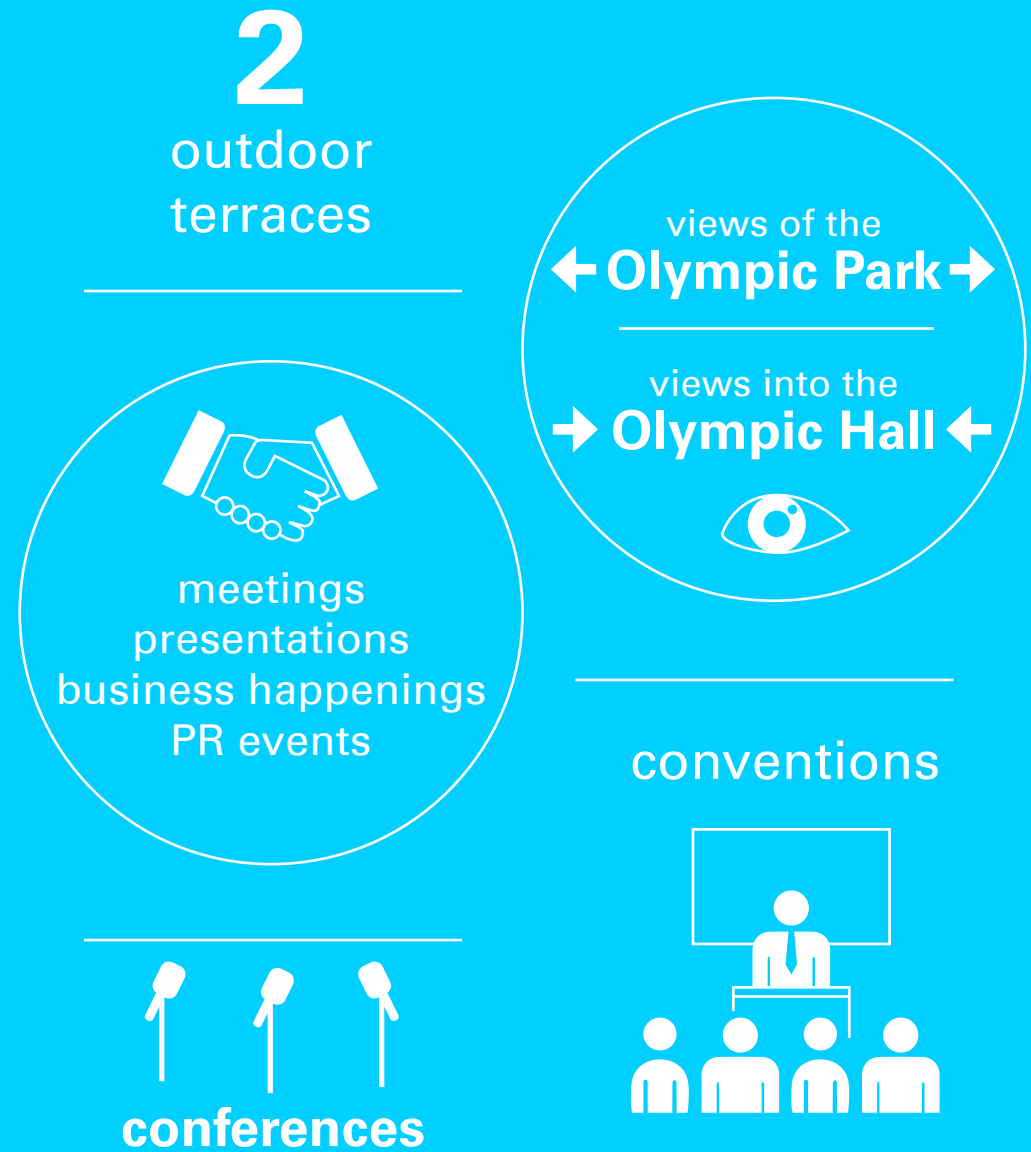 2
outdoor
terraces
views of the
Olympic Park
views into the
Olympic Hall
meetings
presentations
business happenings
PR events
conventions
conferences